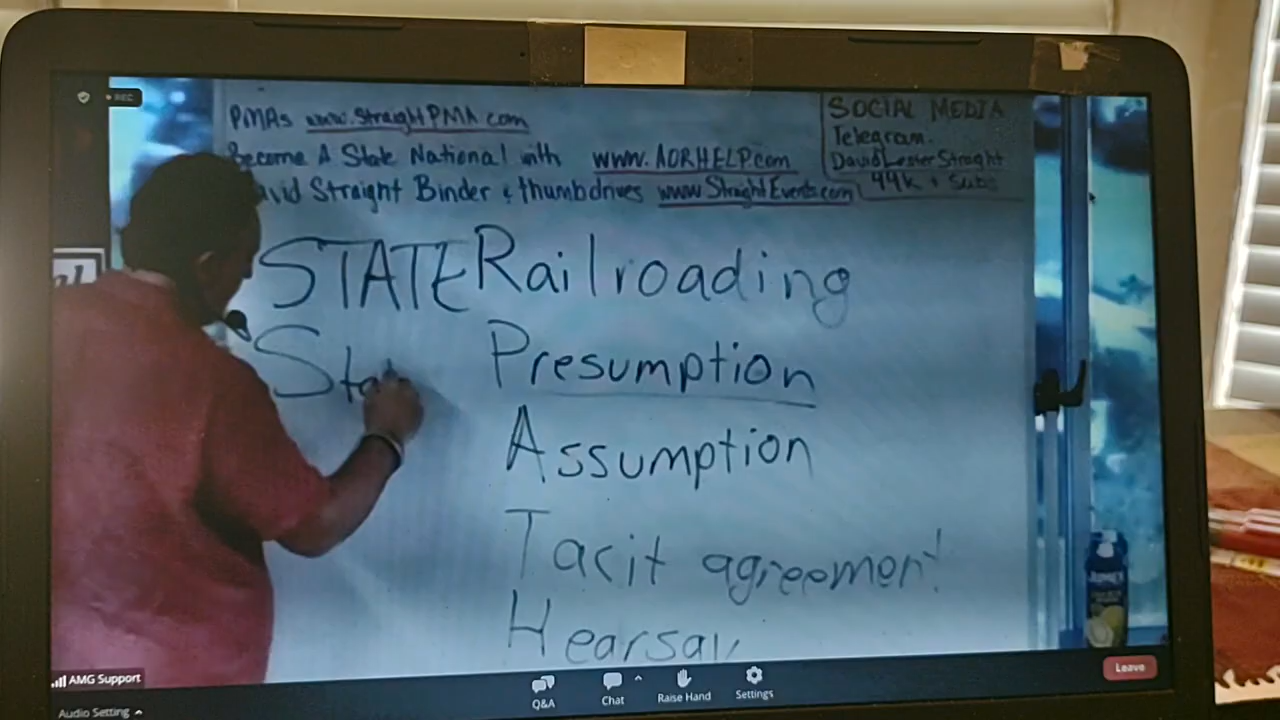 REC
PMAs www.StraightPMA.com
Become A State National with www.AORHELP.com
avid Straight Binder & thumbdrives www.StraightEvents.com
SOCIAL MEDIA
Telegram.
DavidLesterStraight
44k + Subs
STATE Railroading
Sta Presumption
Assumption
Tacit agreement
Hearsay
AMG Support
Audio Setting
Q&A
Chat
Raise Hand
Settings
Leave